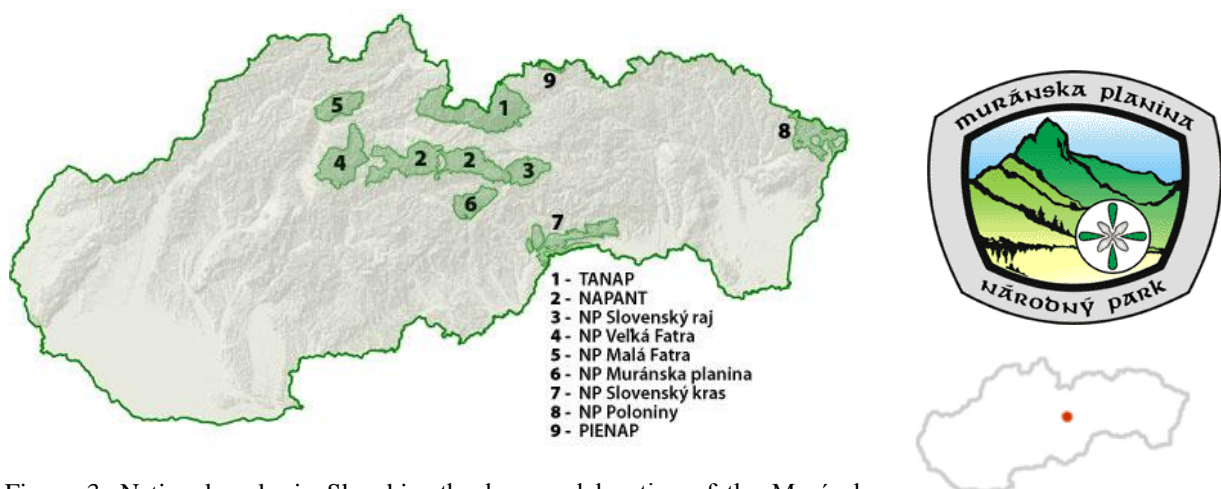 9
5
1
8
4
2
2
3
6
7
1 - TANAP
2 - NAPANT
3 - NP Slovenský raj
4 - NP Veľká Fatra
5 - NP Malá Fatra
6 - NP Muránska planina
7 - NP Slovenský kras
8 - NP Poloniny
9 - PIENAP
MURÁNSKA PLANINA
NÁRODNÝ PARK